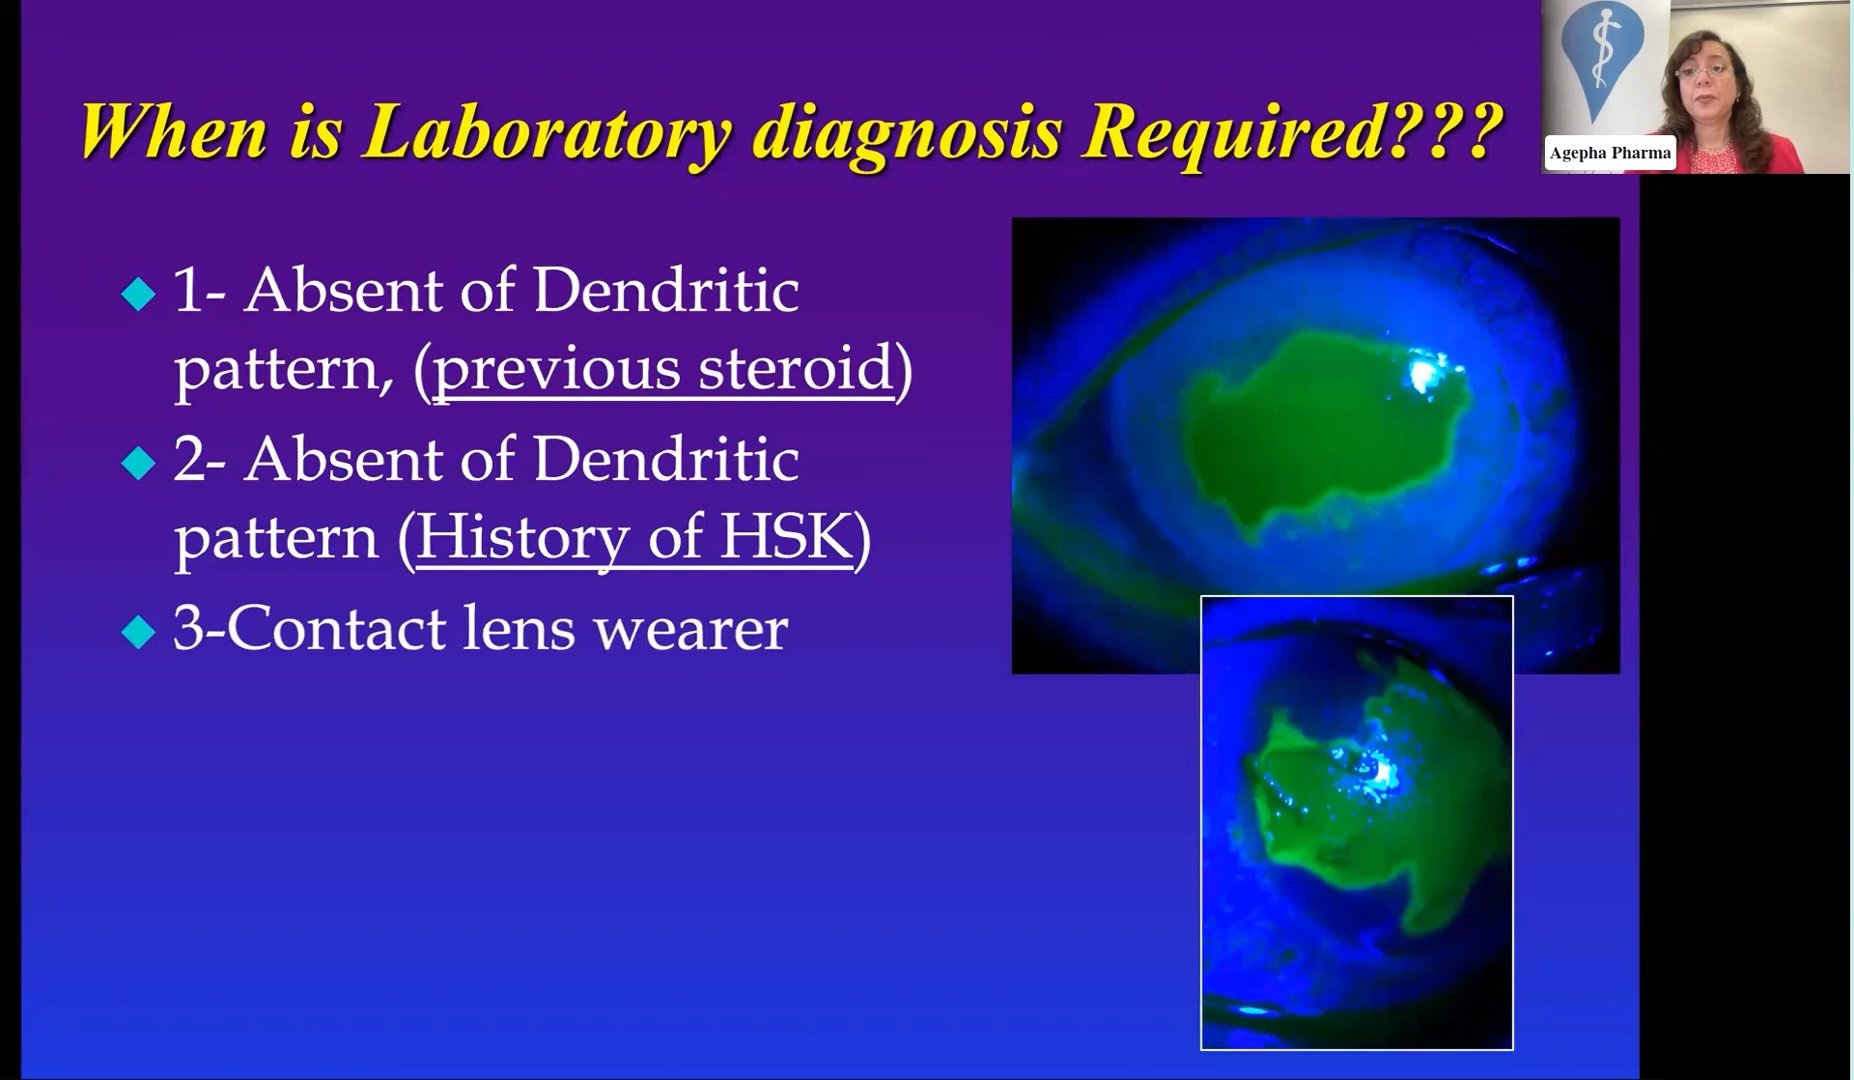 When is Laboratory diagnosis Required???
Agepha Pharma
1- Absent of Dendritic
pattern, (previous steroid)
2- Absent of Dendritic
pattern (History of HSK)
3-Contact lens wearer